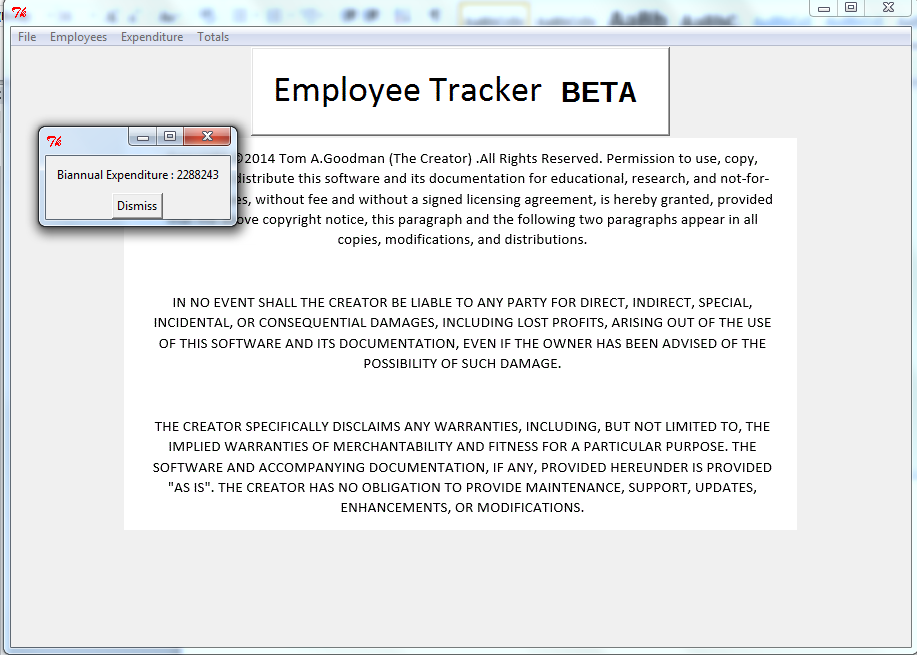 File Employees Expenditure Totals
Employee Tracker BETA
Biannual Expenditure : 2288243
Dismiss
©2014 Tom A.Goodman (The Creator) .All Rights Reserved. Permission to use, copy,
distribute this software and its documentation for educational, research, and not-for-
without fee and without a signed licensing agreement, is hereby granted, provided
copyright notice, this paragraph and the following two paragraphs appear in all
copies, modifications, and distributions.
IN NO EVENT SHALL THE CREATOR BE LIABLE TO ANY PARTY FOR DIRECT, INDIRECT, SPECIAL,
INCIDENTAL, OR CONSEQUENTIAL DAMAGES, INCLUDING LOST PROFITS, ARISING OUT OF THE USE
OF THIS SOFTWARE AND ITS DOCUMENTATION, EVEN IF THE OWNER HAS BEEN ADVISED OF THE
POSSIBILITY OF SUCH DAMAGE.
THE CREATOR SPECIFICALLY DISCLAIMS ANY WARRANTIES, INCLUDING, BUT NOT LIMITED TO, THE
IMPLIED WARRANTIES OF MERCHANTABILITY AND FITNESS FOR A PARTICULAR PURPOSE. THE
SOFTWARE AND ACCOMPANYING DOCUMENTATION, IF ANY, PROVIDED HEREUNDER IS PROVIDED
"AS IS". THE CREATOR HAS NO OBLIGATION TO PROVIDE MAINTENANCE, SUPPORT, UPDATES,
ENHANCEMENTS, OR MODIFICATIONS.